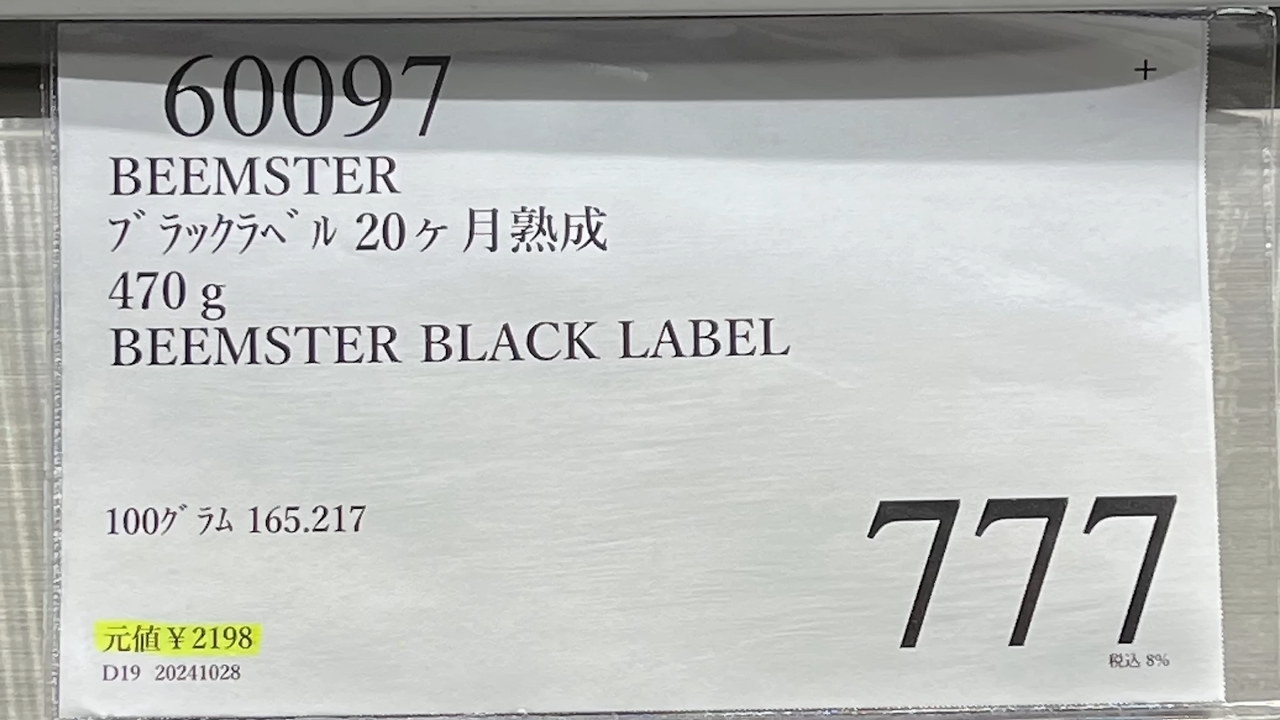 60097
+
BEEMSTER
ﾌﾞﾗｯｸﾗﾍﾞﾙ 20ヶ月熟成
470 g
BEEMSTER BLACK LABEL
100ｸﾞﾗﾑ 165.217
777
元値￥2198
税込 8%
D19 20241028